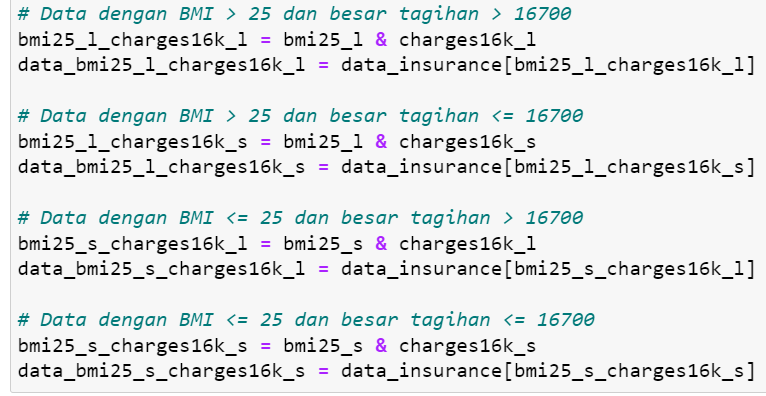 # Data dengan BMI > 25 dan besar tagihan > 16700
bmi25_l_charges16k_l = bmi25_l & charges16k_l
data_bmi25_l_charges16k_l = data_insurance[bmi25_l_charges16k_l]
# Data dengan BMI > 25 dan besar tagihan <= 16700
bmi25_l_charges16k_s = bmi25_l & charges16k_s
data_bmi25_l_charges16k_s = data_insurance[bmi25_l_charges16k_s]
# Data dengan BMI <= 25 dan besar tagihan > 16700
bmi25_s_charges16k_l = bmi25_s & charges16k_l
data_bmi25_s_charges16k_l = data_insurance[bmi25_s_charges16k_l]
# Data dengan BMI <= 25 dan besar tagihan <= 16700
bmi25_s_charges16k_s = bmi25_s & charges16k_s
data_bmi25_s_charges16k_s = data_insurance[bmi25_s_charges16k_s]